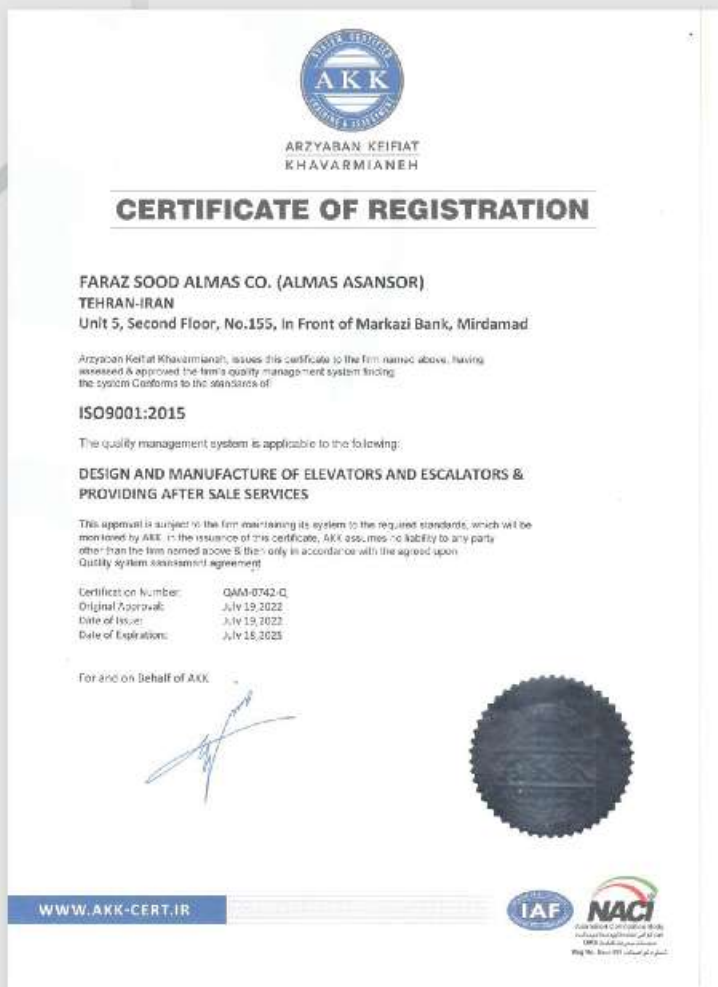 SYSTEM CERTIFIED
AKK
TRAINING & ASSESSMENT
ARZYABAN KEIFIAT
KHAVARMIANEH
CERTIFICATE OF REGISTRATION
FARAZ SOOD ALMAS CO. (ALMAS ASANSOR)
TEHRAN-IRAN
Unit 5, Second Floor, No.155, In Front of Markazi Bank, Mirdamad
Arzyaban Keifiat Khavarmianeh, issues this certificate to the firm named above, having
assessed & approved the firm's quality management system finding
the system Conforms to the standards of:
ISO9001:2015
The quality management system is applicable to the following:
DESIGN AND MANUFACTURE OF ELEVATORS AND ESCALATORS &
PROVIDING AFTER SALE SERVICES
This approval is subject to the firm maintaining its system to the required standards, which will be
monitored by AKK. in the issuance of this certificate, AKK assumes no liability to any party
other than the firm named above & then only in accordance with the agreed upon
Quality system assessment agreement
Certification Number: QAM-0742-Q
Original Approval: July 19,2022
Date of Issue: July 19,2022
Date of Expiration: July 18,2025
For and on Behalf of AKK
AKK
WWW.AKK-CERT.IR
IAF
NACI